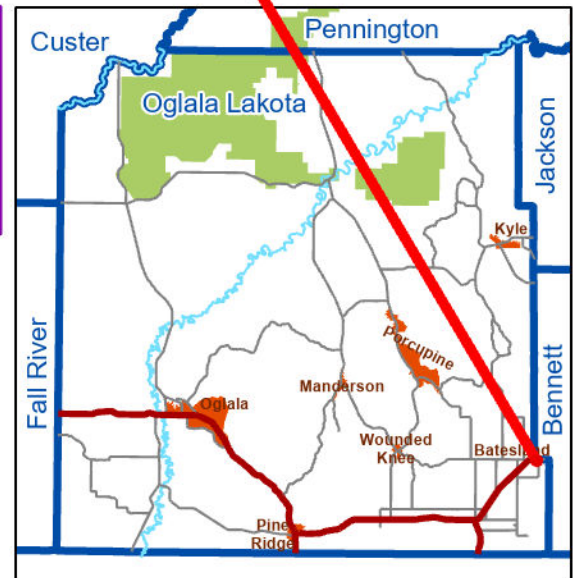 Custer
Pennington
Oglala Lakota
Jackson
Kyle
Fall River
Porcupine
Manderson
Oglala
Bennett
Wounded
Knee
Batesland
Pine
Ridge